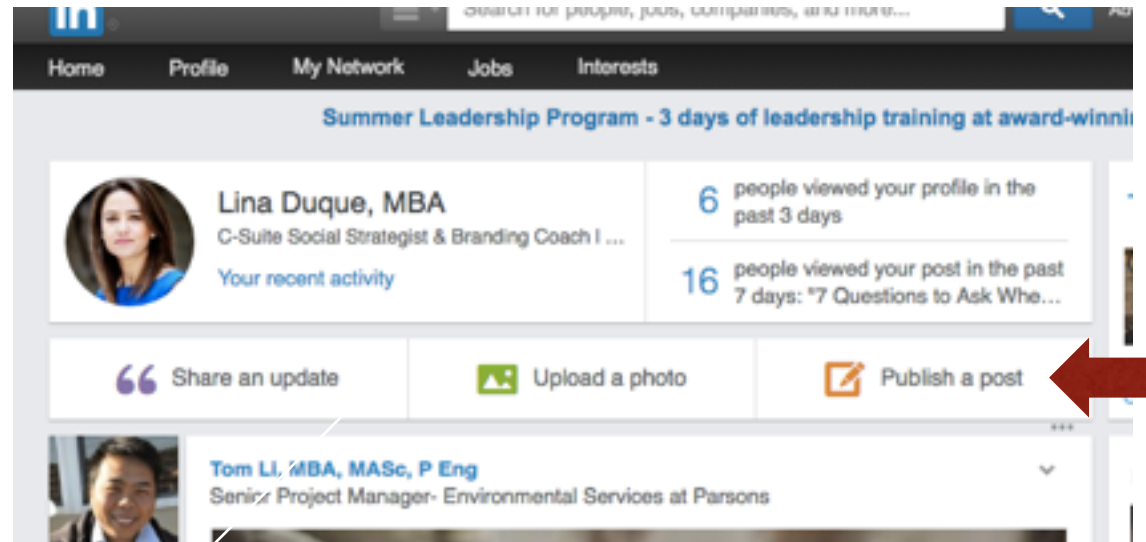 in
Search for people, jobs, companies, and more...
Home Profile My Network Jobs Interests
Summer Leadership Program - 3 days of leadership training at
Lina Duque, MBA
C-Suite Social Strategist & Branding Coach I ...
Your recent activity
6 people viewed your profile in the
past 3 days
16 people viewed your post in the past
7 days: "7 Questions to Ask Whe...
Share an update
Upload a photo
Publish a post
Tom Li, MBA, MASc, P Eng
Senior Project Manager- Environmental Services at Parsons